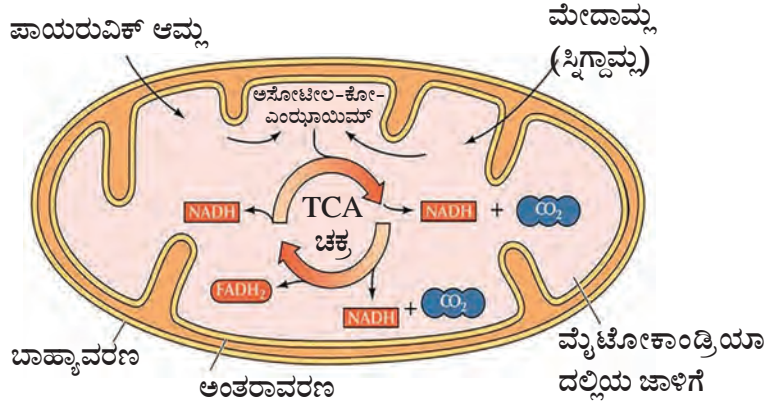 ಪಾಯರುವಿಕ್ ಆಮ್ಲ
ಮೇದಾಮ್ಲ
(ಸ್ನಿಗ್ದಾಮ್ಲ)
ಅಸೋಟೀಲ-ಕೋ-
ಎಂಝಾಯಿಮ್
NADH
TCA
ಚಕ್ರ
NADH + CO₂
FADH₂
NADH + CO₂
ಬಾಹ್ಯಾವರಣ
ಅಂತರಾವರಣ
ಮೈಟೋಕಾಂಡ್ರಿಯಾ
ದಲ್ಲಿಯ ಜಾಳಿಗೆ